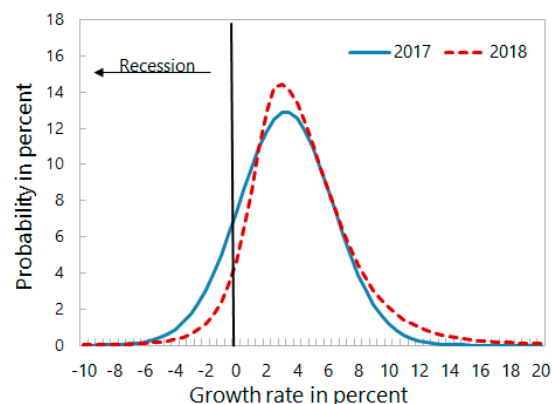 18
16
14
12
10
8
6
4
2
0
2017 2018
Recession
Probability in percent
-10 -8 -6 -4 -2 0 2 4 6 8 10 12 14 16 18 20
Growth rate in percent